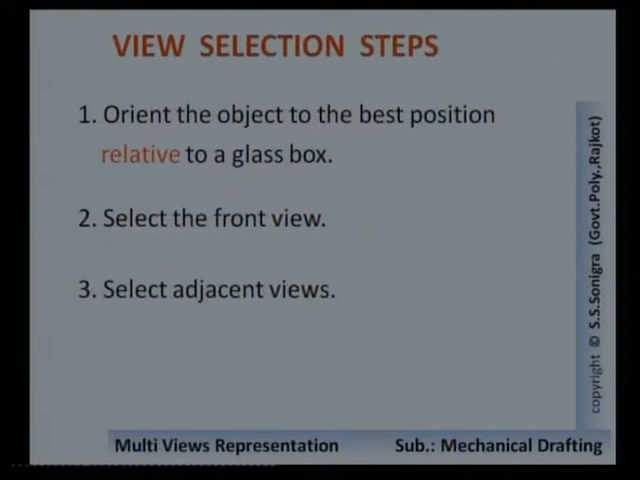 VIEW SELECTION STEPS
1. Orient the object to the best position
relative to a glass box.
2. Select the front view.
3. Select adjacent views.
copyright © S.S.Sonigra (Govt.Poly.,Rajkot)
Multi Views Representation Sub.: Mechanical Drafting